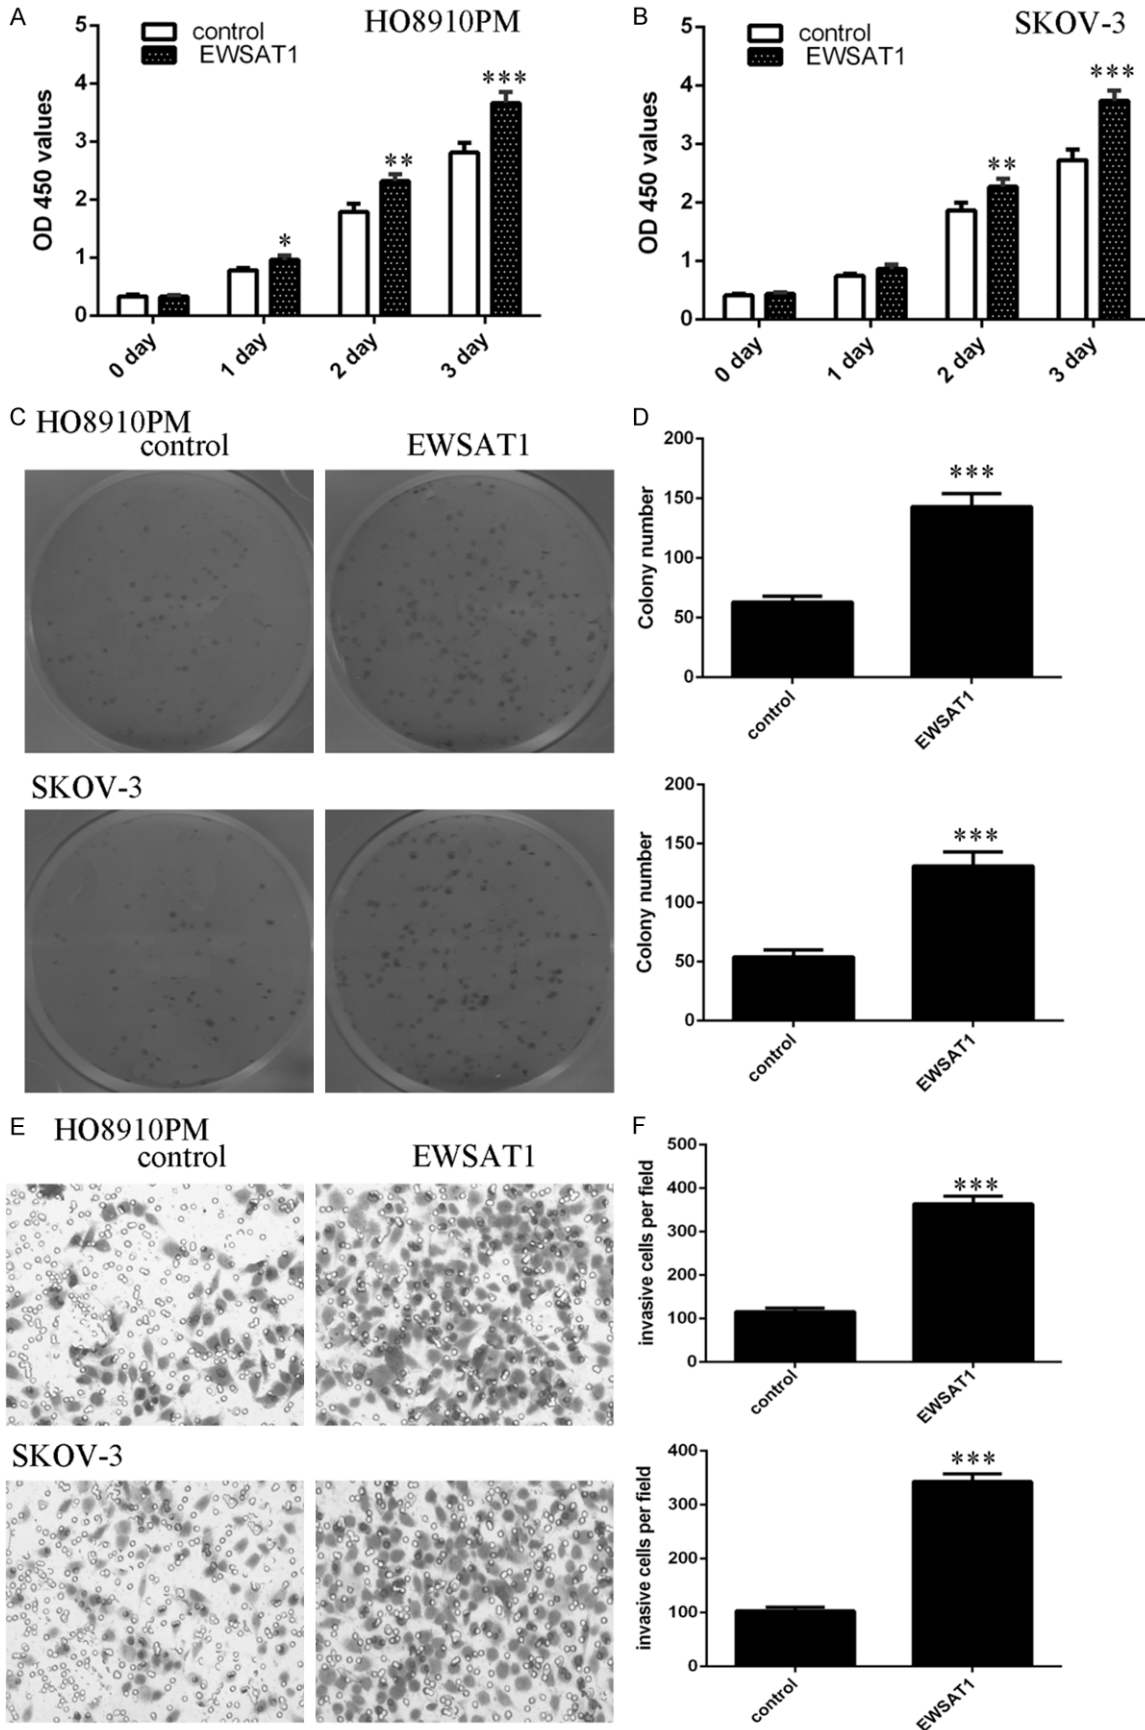 A
HO8910PM
control
EWSAT1
OD 450 values
5
4
3
2
1
0
*
**
***
0 day
1 day
2 day
3 day
B
SKOV-3
control
EWSAT1
OD 450 values
5
4
3
2
1
0
**
***
0 day
1 day
2 day
3 day
C
HO8910PM
control
EWSAT1
SKOV-3
D
Colony number
200
150
100
50
0
***
control
EWSAT1
Colony number
200
150
100
50
0
***
control
EWSAT1
E
HO8910PM
control
EWSAT1
SKOV-3
F
invasive cells per field
500
400
300
200
100
0
***
control
EWSAT1
invasive cells per field
400
300
200
100
0
***
control
EWSAT1